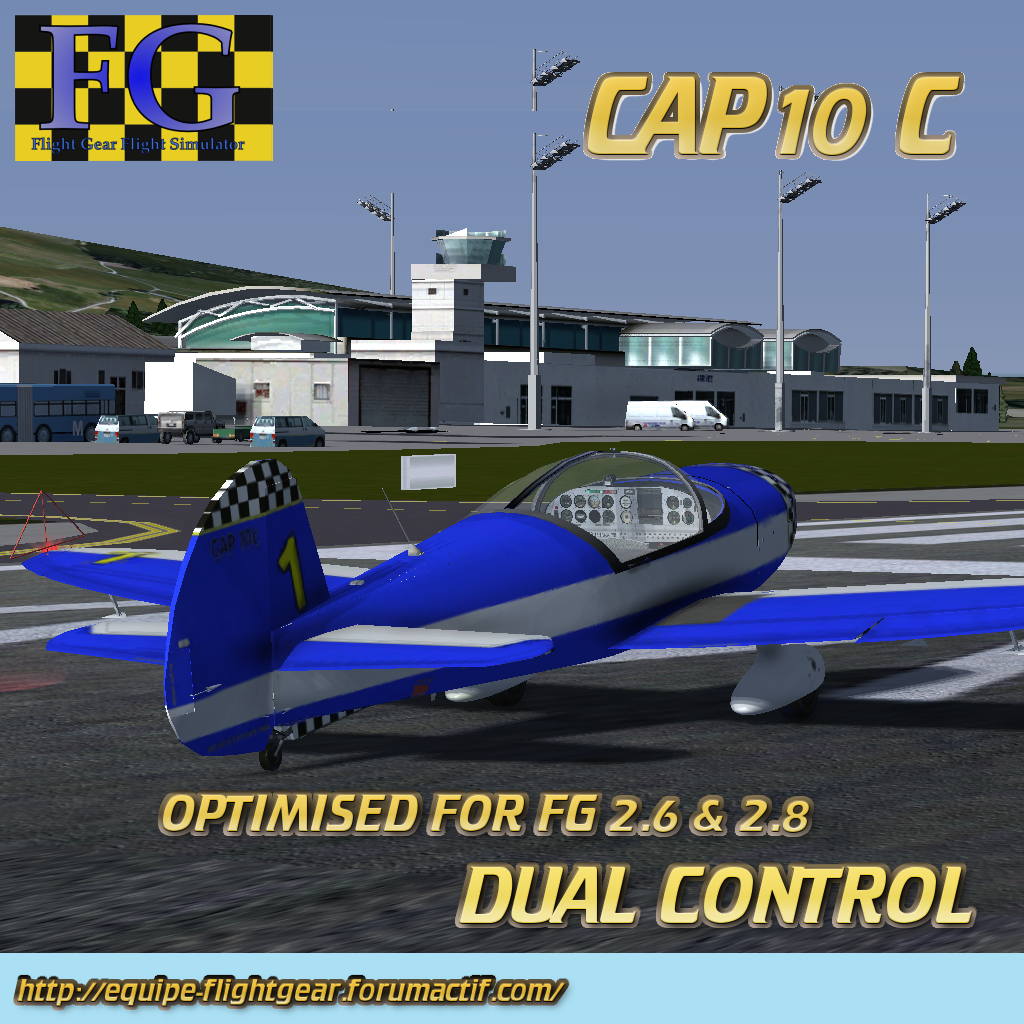 FG
Flight Gear Flight Simulator
CAP10 C
M
CAP 10c
1
OPTIMISED FOR FG 2.6 & 2.8
DUAL CONTROL
http://equipe-flightgear.forumactif.com/